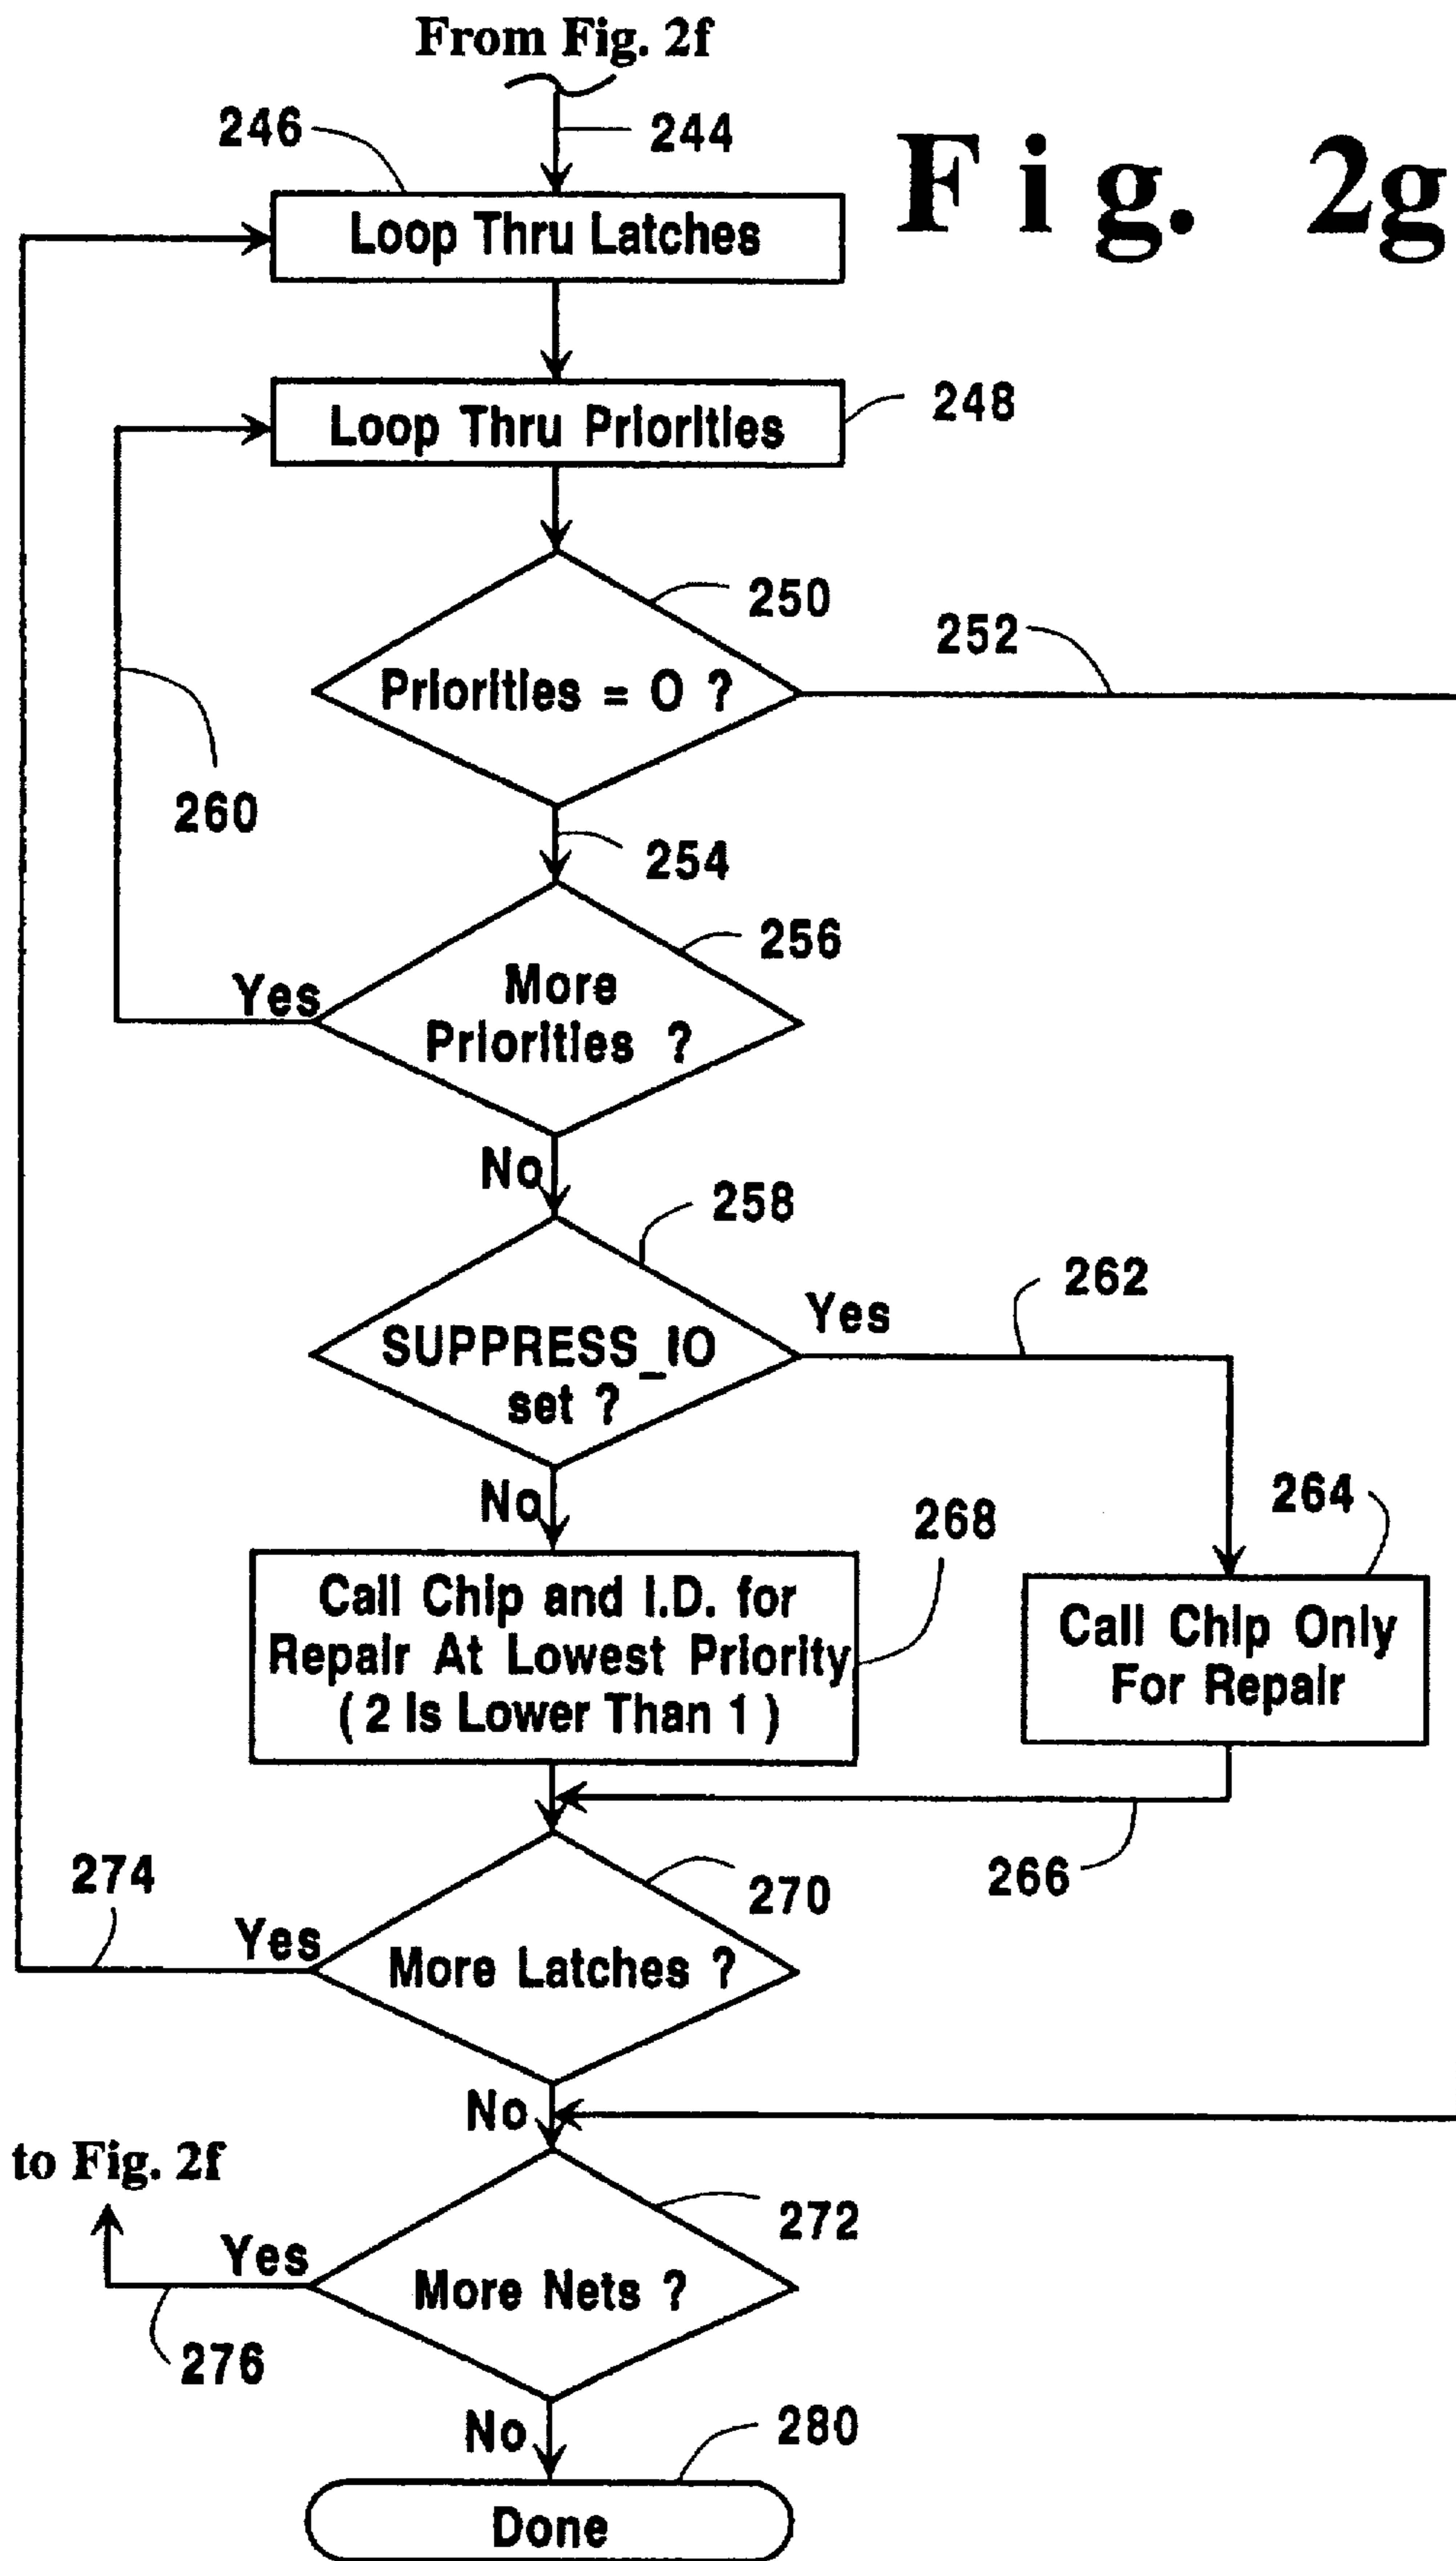 From Fig. 2f
246
244
Fig. 2g
Loop Thru Latches
Loop Thru Priorities
248
250
252
Priorities = 0 ?
260
254
256
More
Priorities ?
Yes
No
258
262
Yes
SUPPRESS_IO
set ?
No
268
264
Call Chip and I.D. for
Repair At Lowest Priority
( 2 Is Lower Than 1 )
Call Chip Only
For Repair
266
274
270
Yes
More Latches ?
No
to Fig. 2f
272
Yes
More Nets ?
276
No
280
Done